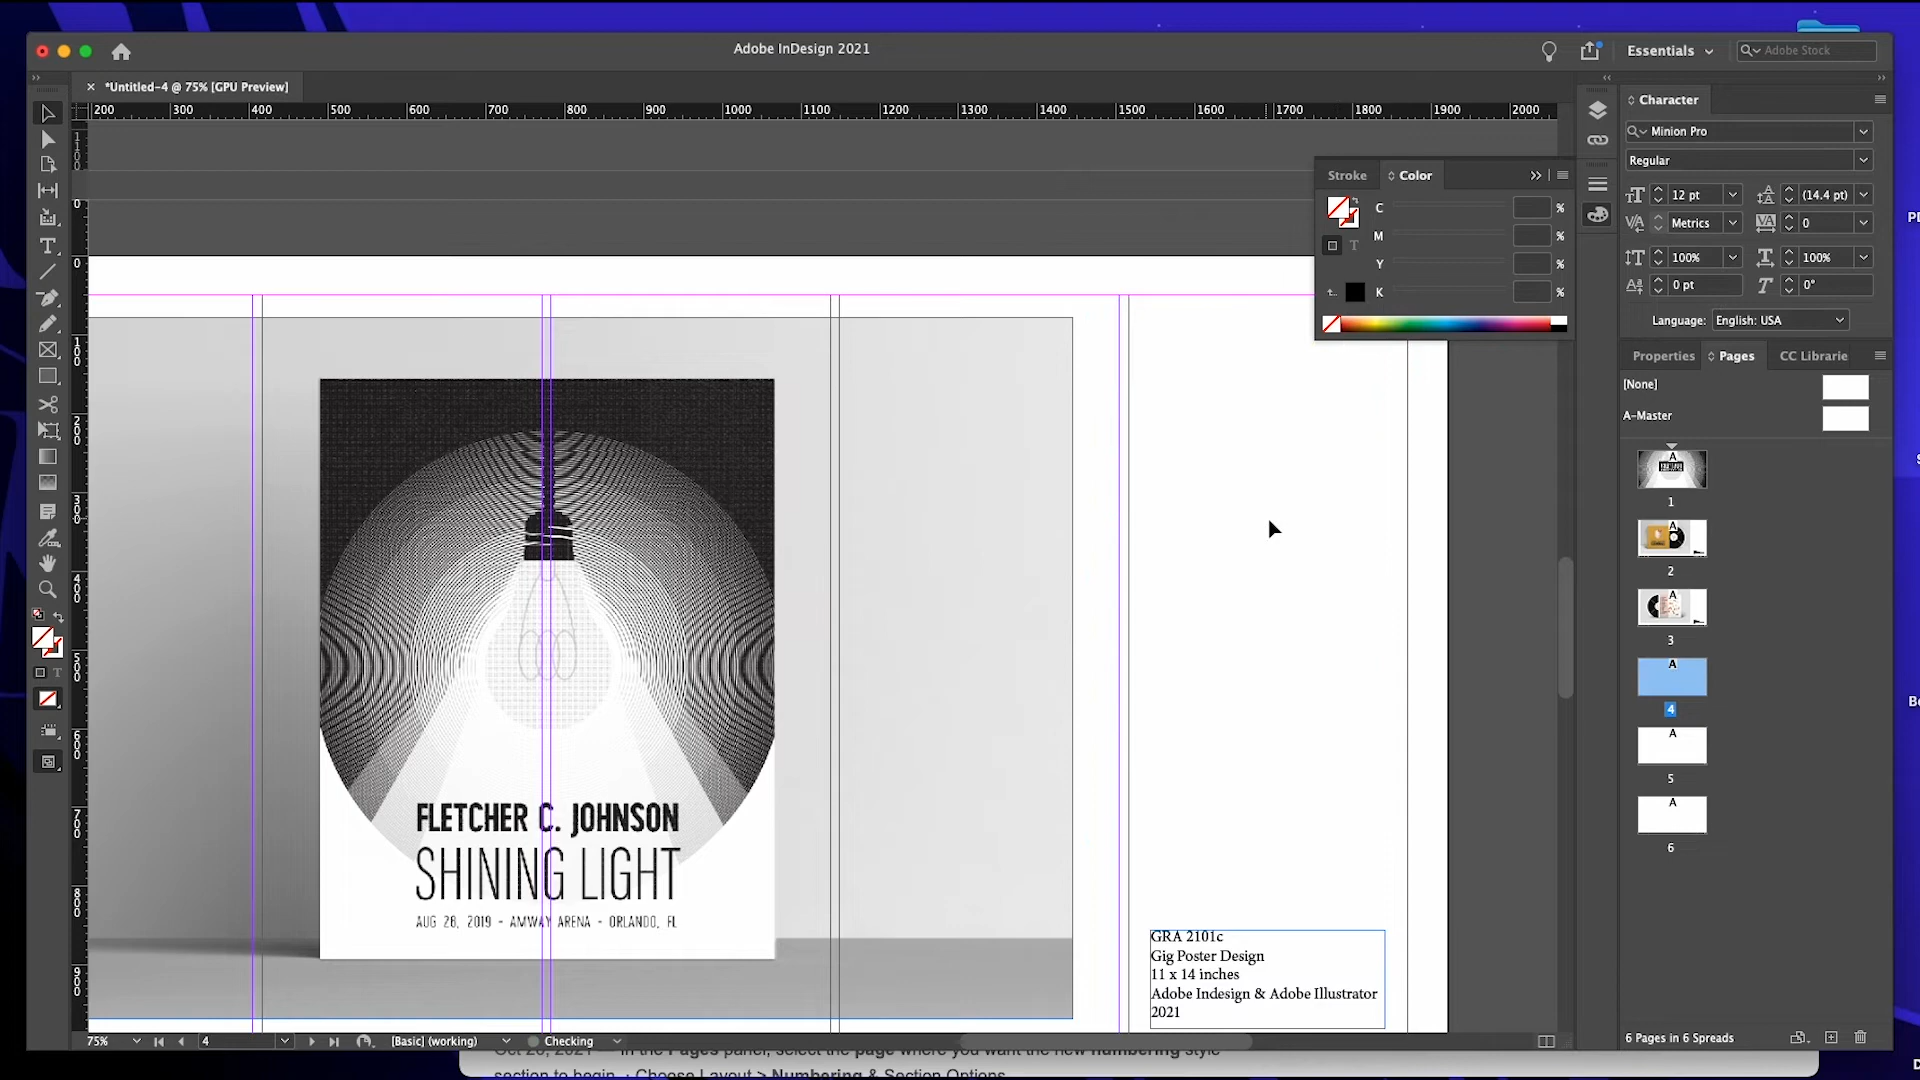 Adobe InDesign 2021
Essentials
Adobe Stock
*Untitled-4 @ 75% [GPU Preview]
200 300 400 500 600 700 800 900 1000 1100 1200 1300 1400 1500 1600 1700 1800 1900 2000
Character
Minion Pro
Regular
12 pt
(14.4 pt)
Metrics
0
100%
100%
0 pt
0°
Language: English: USA
Stroke
Color
C %
M %
Y %
K %
Properties
Pages
CC Librarie
[None]
A-Master
A
1
A
2
A
3
A
4
A
5
A
6
FLETCHER C. JOHNSON
SHINING LIGHT
AUG 28, 2019 - AMWAY ARENA - ORLANDO, FL
GRA 2101c
Gig Poster Design
11 x 14 inches
Adobe Indesign & Adobe Illustrator
2021
75%
4
[Basic] (working)
Checking
6 Pages in 6 Spreads
Oct 26, 2021 — In the Pages panel, select the page where you want the new numbering style
section to begin · Choose Layout > Numbering & Section Options